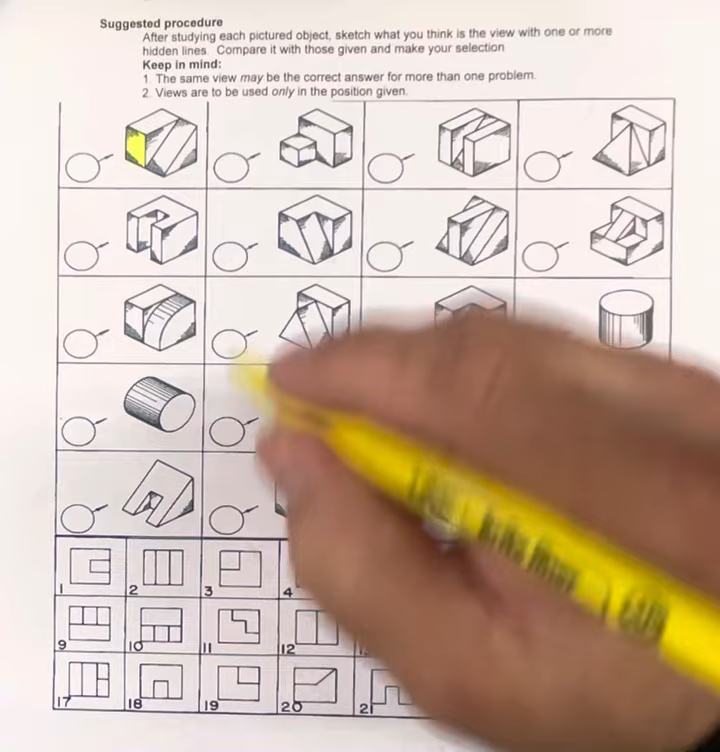 Suggested procedure
After studying each pictured object, sketch what you think is the view with one or more
hidden lines. Compare it with those given and make your selection
Keep in mind:
1. The same view may be the correct answer for more than one problem.
2. Views are to be used only in the position given.
1 2 3 4
9 10 11 12
17 18 19 20 21
Brite Liner